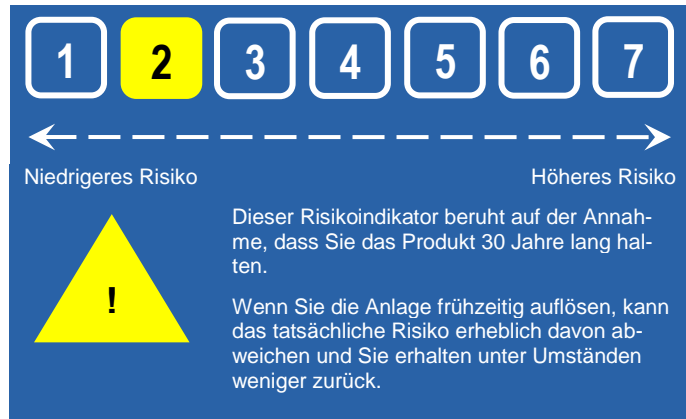 1 2 3 4 5 6 7
Niedrigeres Risiko Höheres Risiko
!
Dieser Risikoindikator beruht auf der Annah-
me, dass Sie das Produkt 30 Jahre lang hal-
ten.
Wenn Sie die Anlage frühzeitig auflösen, kann
das tatsächliche Risiko erheblich davon ab-
weichen und Sie erhalten unter Umständen
weniger zurück.